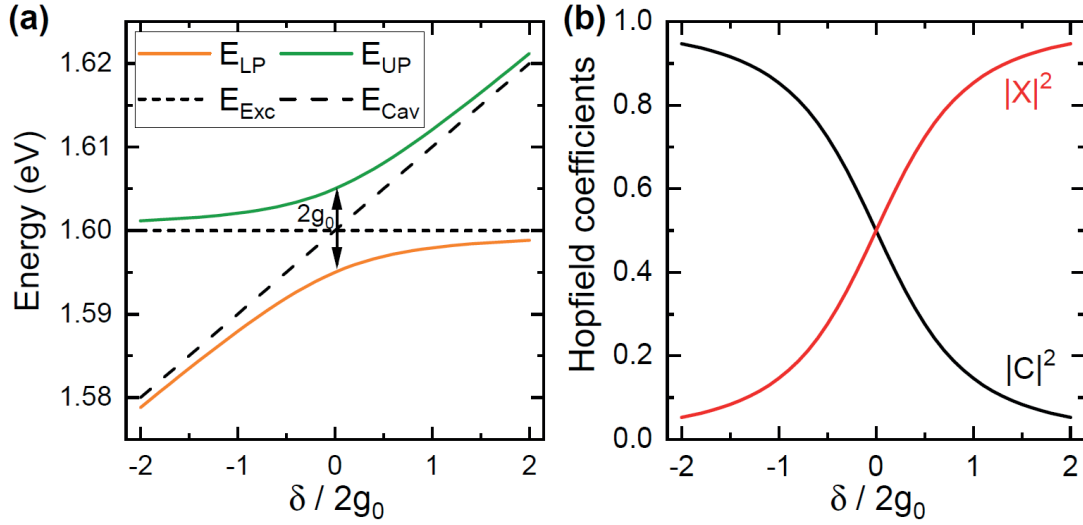 (a)
E_LP E_UP
E_Exc E_Cav
2g₀
Energy (eV)
1.62
1.61
1.60
1.59
1.58
-2 -1 0 1 2
δ / 2g₀
(b)
|X|²
|C|²
Hopfield coefficients
1.0
0.8
0.6
0.4
0.2
0.0
-2 -1 0 1 2
δ / 2g₀